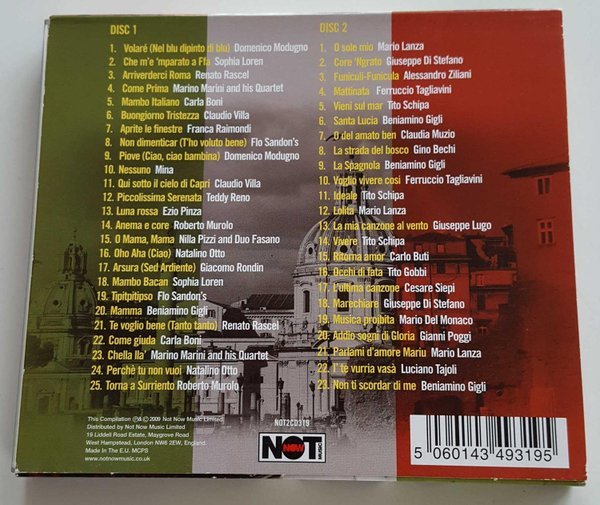 DISC 1
1. Volaré (Nel blu dipinto di blu) Domenico Modugno
2. Che m'e 'mparato a Ffà Sophia Loren
3. Arriverderci Roma Renato Rascel
4. Come Prima Marino Marini and his Quartet
5. Mambo Italiano Carla Boni
6. Buongiorno Tristezza Claudio Villa
7. Aprite le finestre Franca Raimondi
8. Non dimenticar (T'ho voluto bene) Flo Sandon's
9. Piove (Ciao, ciao bambina) Domenico Modugno
10. Nessuno Mina
11. Qui sotto il cielo di Capri Claudio Villa
12. Piccolissima Serenata Teddy Reno
13. Luna rossa Ezio Pinza
14. Anema e core Roberto Murolo
15. O Mama, Mama Nilla Pizzi and Duo Fasano
16. Oho Aha (Ciao) Natalino Otto
17. Arsura (Sed Ardiente) Giacomo Rondin
18. Mambo Bacan Sophia Loren
19. Tipitpitipso Flo Sandon's
20. Mamma Beniamino Gigli
21. Te voglio bene (Tanto tanto) Renato Rascel
22. Come giuda Carla Boni
23. Chella lla' Marino Marini and his Quartet
24. Perchè tu non vuoi Natalino Otto
25. Torna a Surriento Roberto Murolo
DISC 2
1. O sole mio Mario Lanza
2. Core 'Ngrato Giuseppe Di Stefano
3. Funiculi-Funicula Alessandro Ziliani
4. Mattinata Ferruccio Tagliavini
5. Vieni sul mar Tito Schipa
6. Santa Lucia Beniamino Gigli
7. O del amato ben Claudia Muzio
8. La strada del bosco Gino Bechi
9. La Spagnola Beniamino Gigli
10. Voglio vivere cosi Ferruccio Tagliavini
11. Ideale Tito Schipa
12. Lolita Mario Lanza
13. La mia canzone al vento Giuseppe Lugo
14. Vivere Tito Schipa
15. Ritorna amor Carlo Buti
16. Occhi di fata Tito Gobbi
17. L'ultima canzone Cesare Siepi
18. Marechiare Giuseppe Di Stefano
19. Musica proibita Mario Del Monaco
20. Addio sogni di Gloria Gianni Poggi
21. Parlami d'amore Mariu Mario Lanza
22. I' tè vurria vasà Luciano Tajoli
23. Non ti scordar di me Beniamino Gigli
This Compilation ℗ © 2009 Not Now Music Limited.
Distributed by Not Now Music Limited
19 Liddell Road Estate, Maygrove Road
West Hampstead, London NW6 2EW, England.
Made In The E.U. MCPS
www.notnowmusic.co.uk
NOT2CD319
NOT NOW MUSIC
5 060143 493195